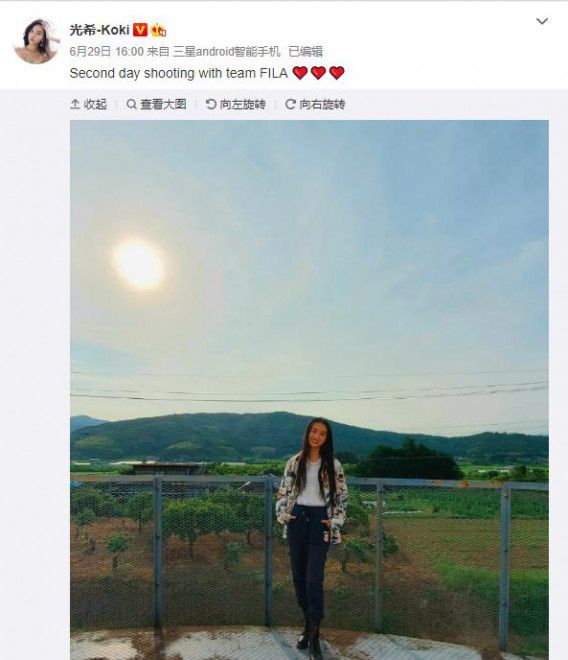 光希-Koki
6月29日 16:00 来自 三星android智能手机 已编辑
Second day shooting with team FILA
收起 查看大图 向左旋转 向右旋转